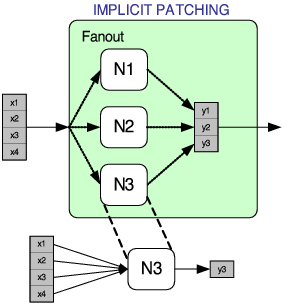 IMPLICIT PATCHING
Fanout
N1
x1
x2
x3
x4
N2
y1
y2
y3
N3
x1
x2
x3
x4
N3
y3